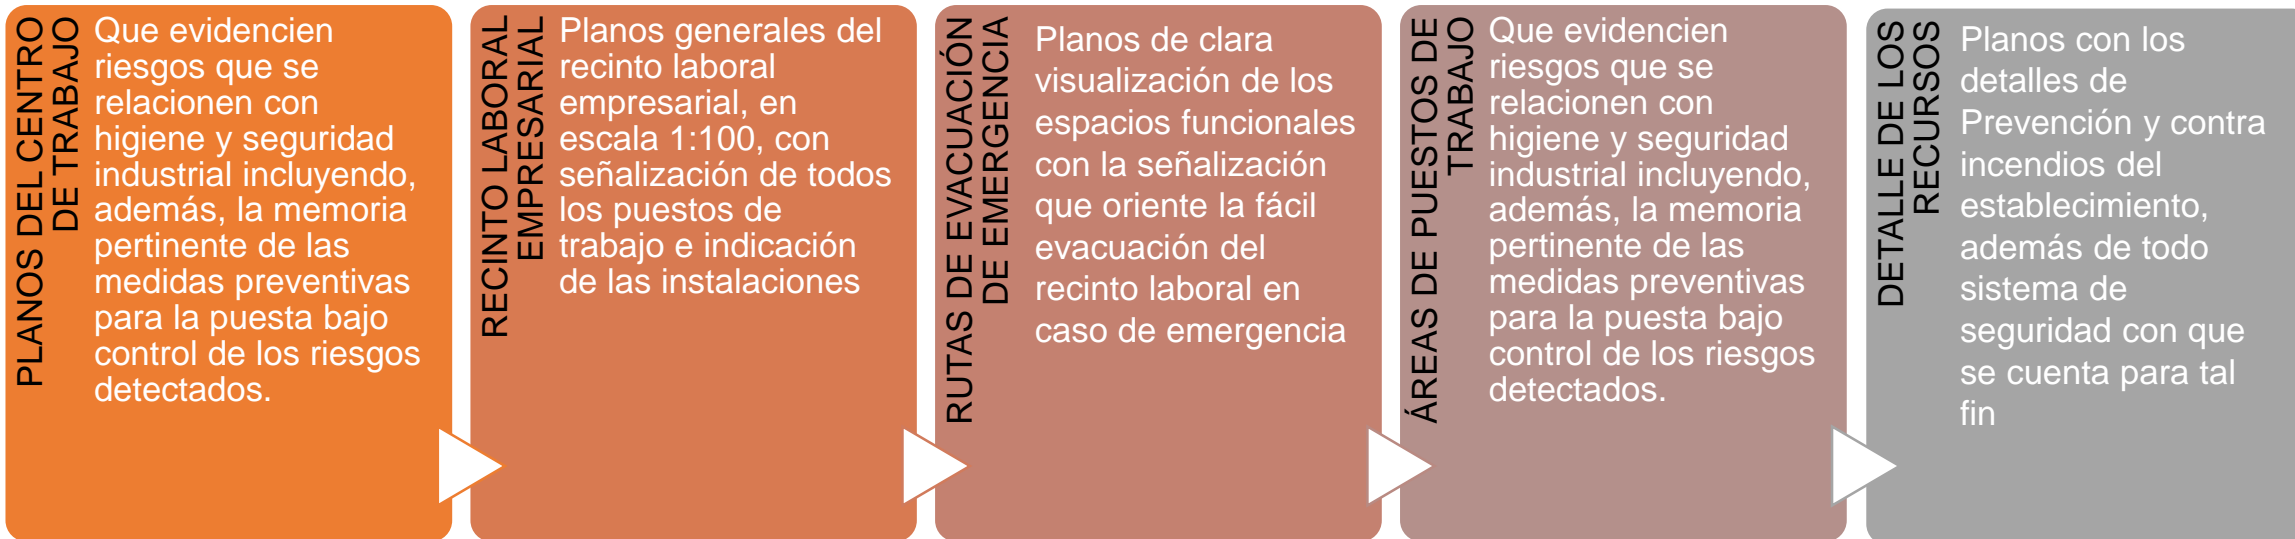 PLANOS DEL CENTRO
DE TRABAJO
Que evidencien
riesgos que se
relacionen con
higiene y seguridad
industrial incluyendo,
además, la memoria
pertinente de las
medidas preventivas
para la puesta bajo
control de los riesgos
detectados.
RECINTO LABORAL
EMPRESARIAL
Planos generales del
recinto laboral
empresarial, en
escala 1:100, con
señalización de todos
los puestos de
trabajo e indicación
de las instalaciones
RUTAS DE EVACUACIÓN
DE EMERGENCIA
Planos de clara
visualización de los
espacios funcionales
con la señalización
que oriente la fácil
evacuación del
recinto laboral en
caso de emergencia
ÁREAS DE PUESTOS DE
TRABAJO
Que evidencien
riesgos que se
relacionen con
higiene y seguridad
industrial incluyendo,
además, la memoria
pertinente de las
medidas preventivas
para la puesta bajo
control de los riesgos
detectados.
DETALLE DE LOS
RECURSOS
Planos con los
detalles de
Prevención y contra
incendios del
establecimiento,
además de todo
sistema de
seguridad con que
se cuenta para tal
fin